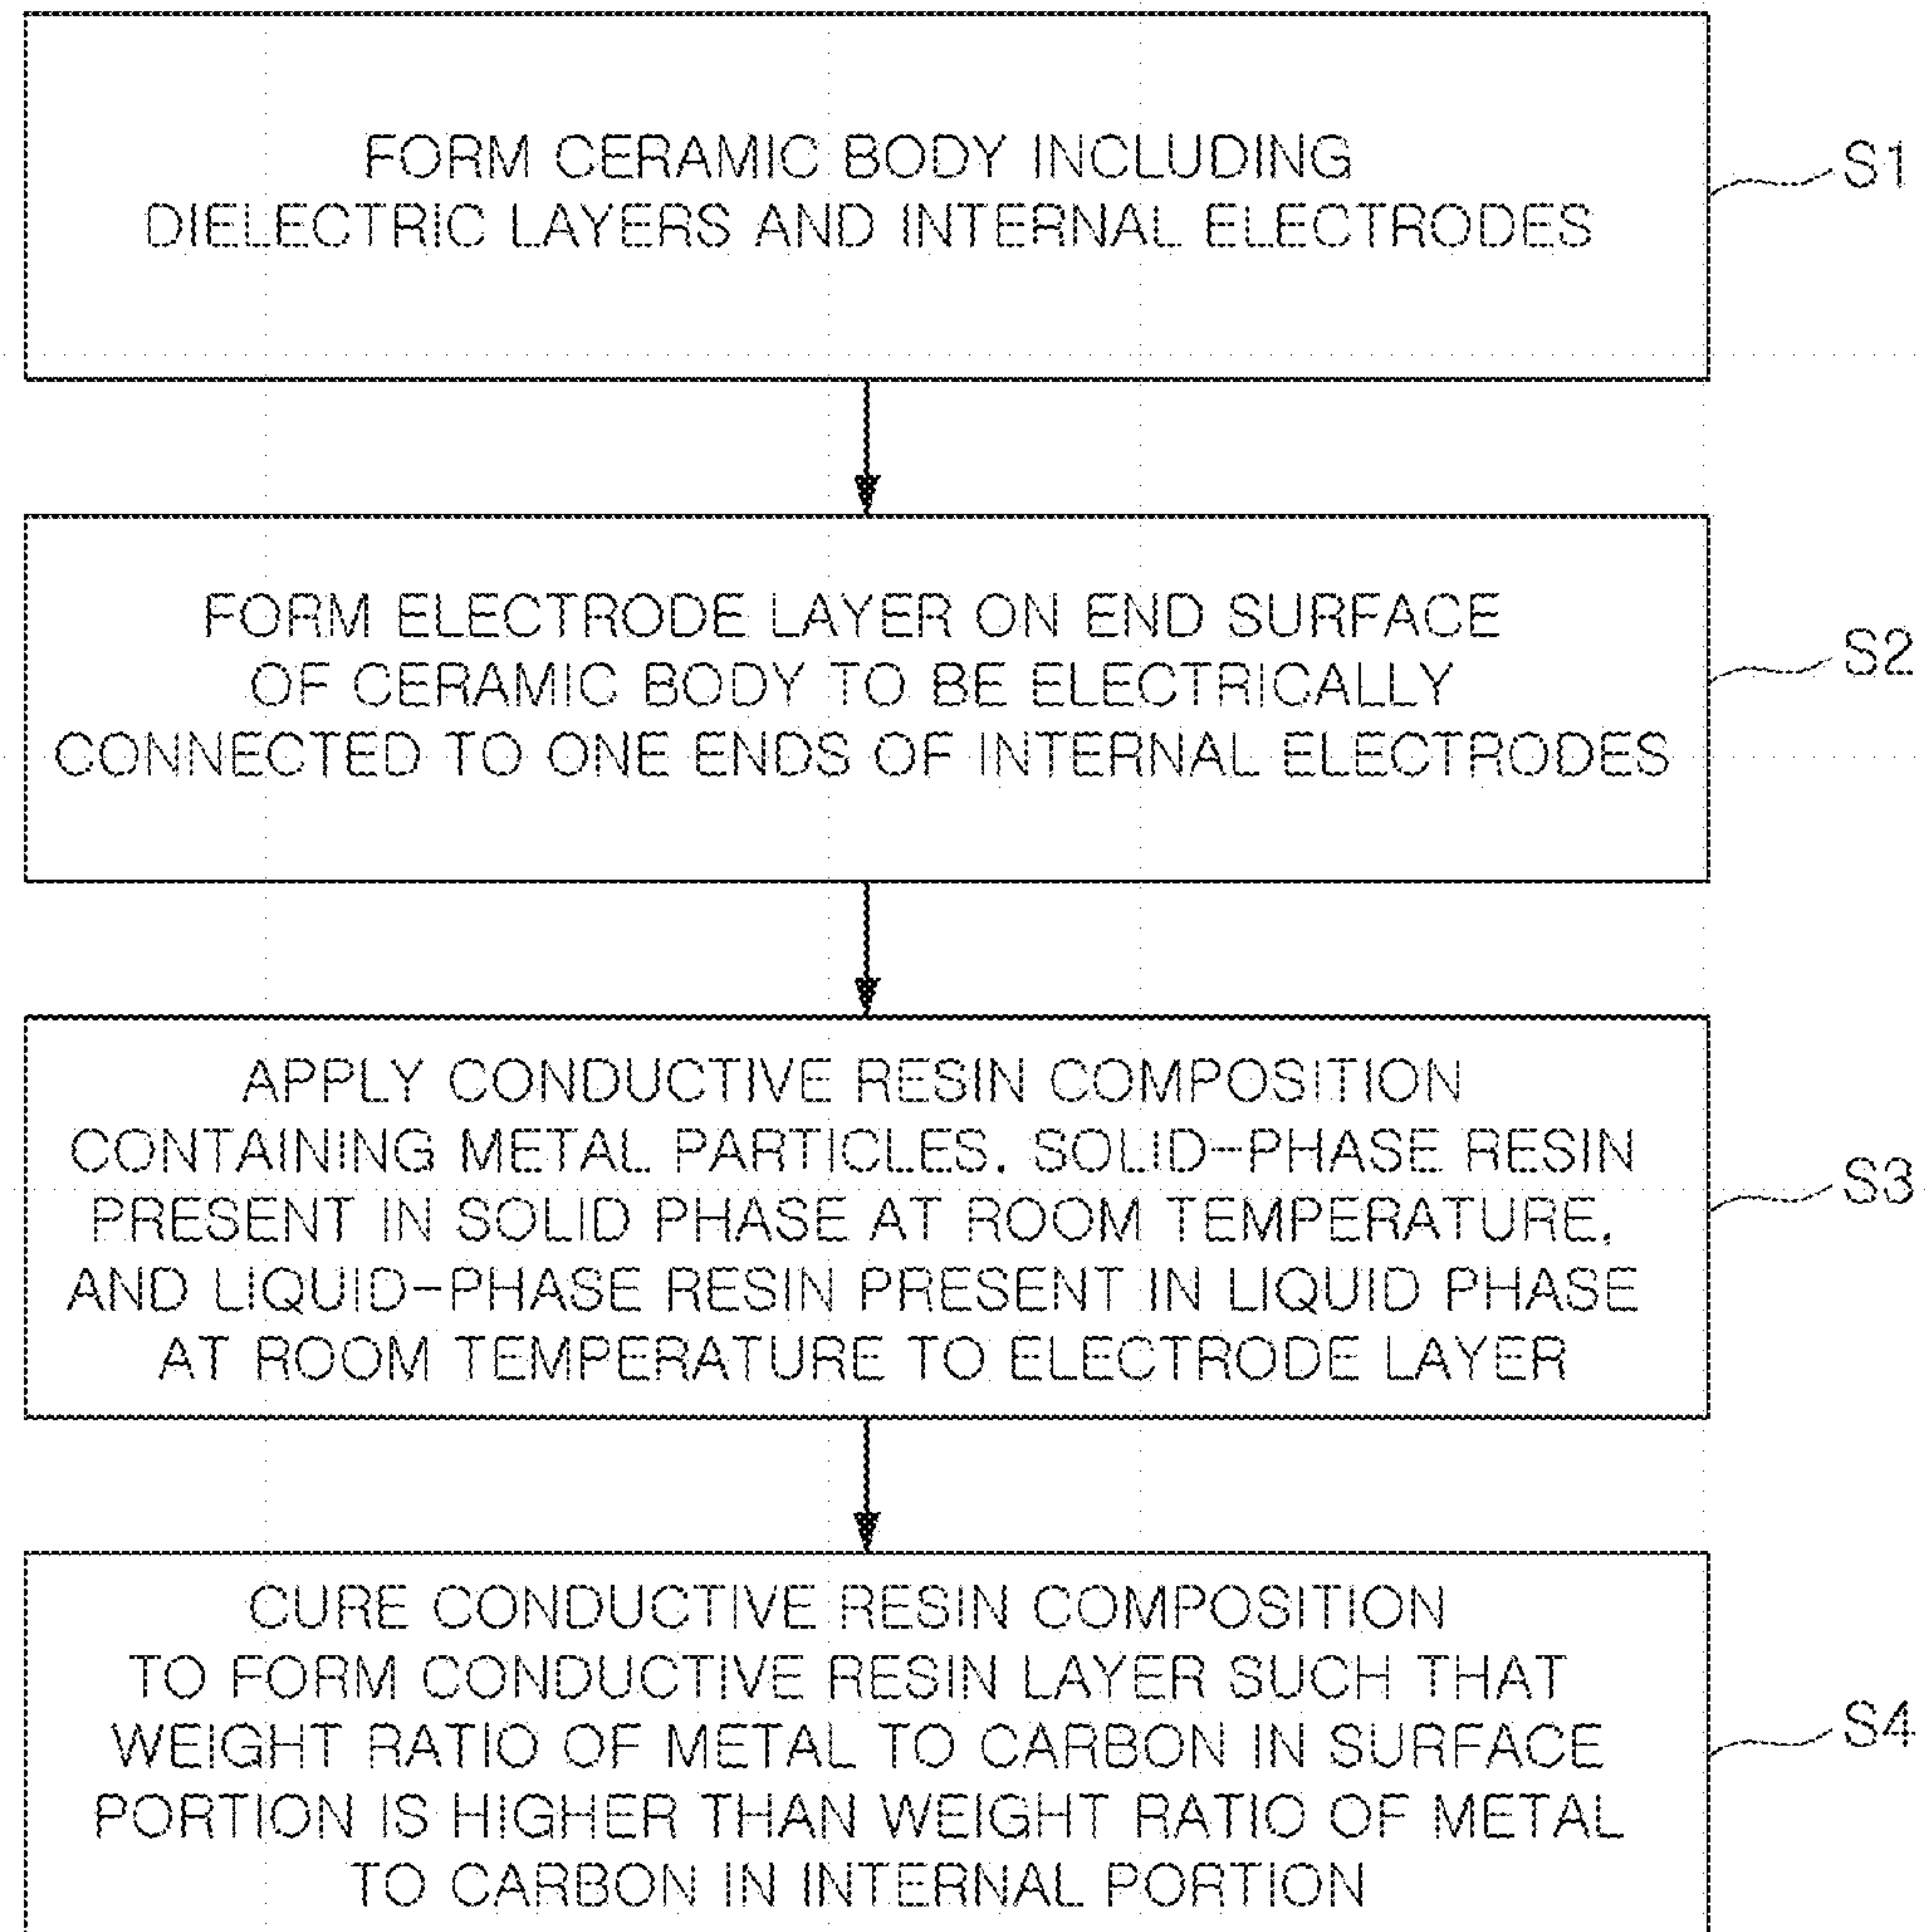 FORM CERAMIC BODY INCLUDING
DIELECTRIC LAYERS AND INTERNAL ELECTRODES
S1
FORM ELECTRODE LAYER ON END SURFACE
OF CERAMIC BODY TO BE ELECTRICALLY
CONNECTED TO ONE ENDS OF INTERNAL ELECTRODES
S2
APPLY CONDUCTIVE RESIN COMPOSITION
CONTAINING METAL PARTICLES, SOLID-PHASE RESIN
PRESENT IN SOLID PHASE AT ROOM TEMPERATURE,
AND LIQUID-PHASE RESIN PRESENT IN LIQUID PHASE
AT ROOM TEMPERATURE TO ELECTRODE LAYER
S3
CURE CONDUCTIVE RESIN COMPOSITION
TO FORM CONDUCTIVE RESIN LAYER SUCH THAT
WEIGHT RATIO OF METAL TO CARBON IN SURFACE
PORTION IS HIGHER THAN WEIGHT RATIO OF METAL
TO CARBON IN INTERNAL PORTION
S4